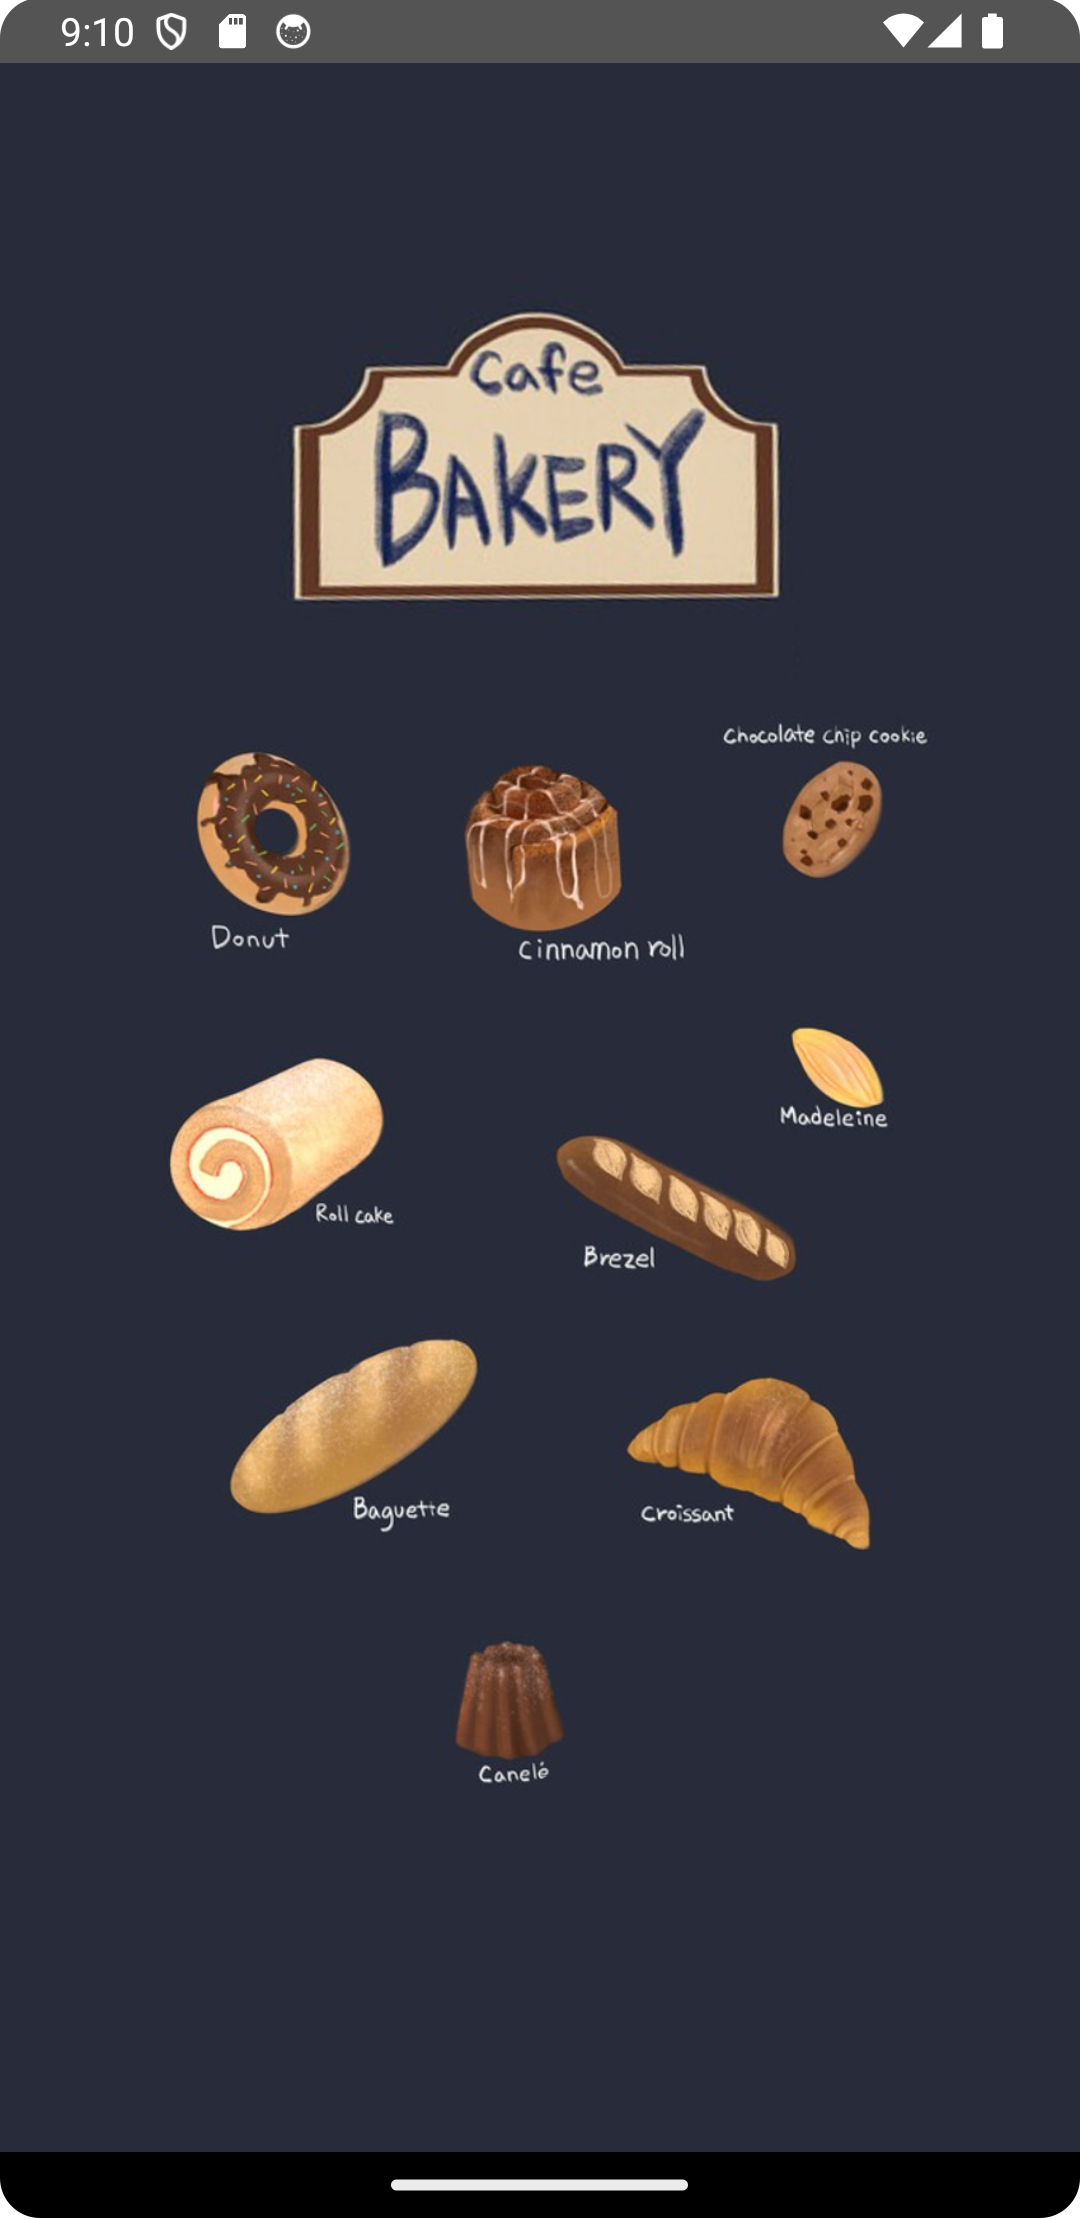 9:10
Cafe
BAKERY
Chocolate chip cookie
Donut
Cinnamon roll
Madeleine
Roll cake
Brezel
Baguette
Croissant
Canelé